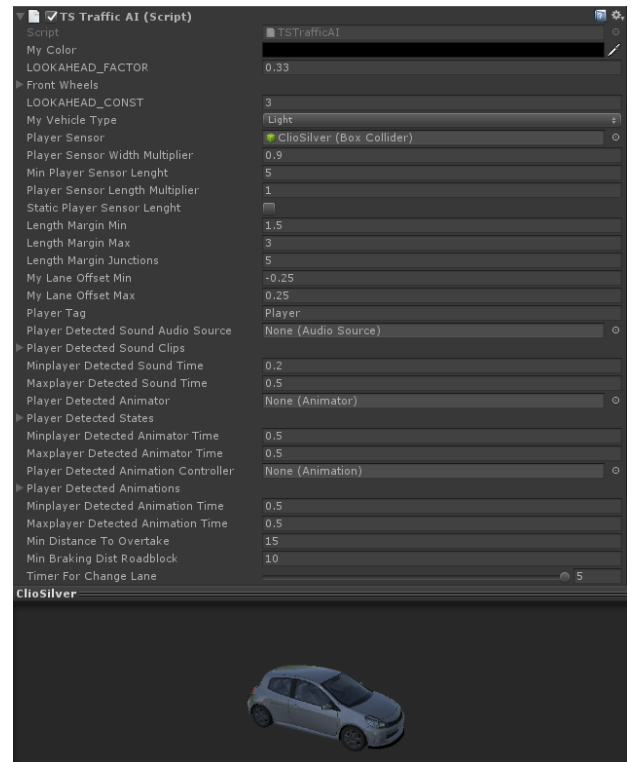 TS Traffic AI (Script)
Script TSTrafficAI
My Color
LOOKAHEAD_FACTOR 0.33
Front Wheels
LOOKAHEAD_CONST 3
My Vehicle Type Light
Player Sensor ClioSilver (Box Collider)
Player Sensor Width Multiplier 0.9
Min Player Sensor Lenght 5
Player Sensor Length Multiplier 1
Static Player Sensor Lenght
Length Margin Min 1.5
Length Margin Max 3
Length Margin Junctions 5
My Lane Offset Min -0.25
My Lane Offset Max 0.25
Player Tag Player
Player Detected Sound Audio Source None (Audio Source)
Player Detected Sound Clips
Minplayer Detected Sound Time 0.2
Maxplayer Detected Sound Time 0.5
Player Detected Animator None (Animator)
Player Detected States
Minplayer Detected Animator Time 0.5
Maxplayer Detected Animator Time 0.5
Player Detected Animation Controller None (Animation)
Player Detected Animations
Minplayer Detected Animation Time 0.5
Maxplayer Detected Animation Time 0.5
Min Distance To Overtake 15
Min Braking Dist Roadblock 10
Timer For Change Lane 5
ClioSilver